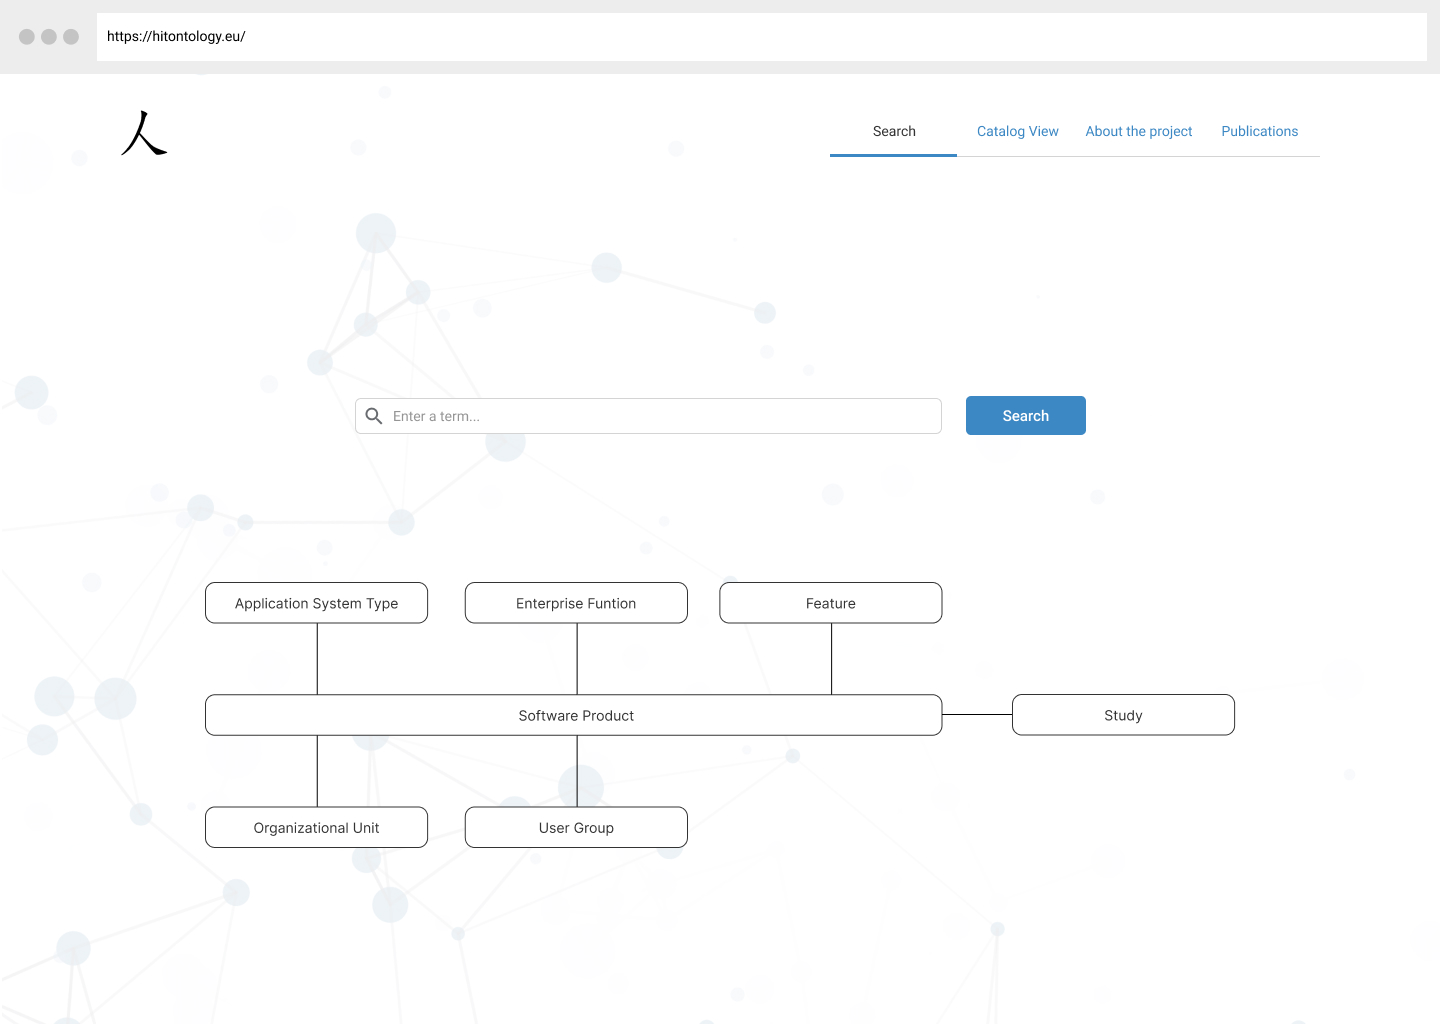 https://hitontology.eu/
人
Search
Catalog View
About the project
Publications
Enter a term...
Search
Application System Type
Enterprise Funtion
Feature
Software Product
Study
Organizational Unit
User Group